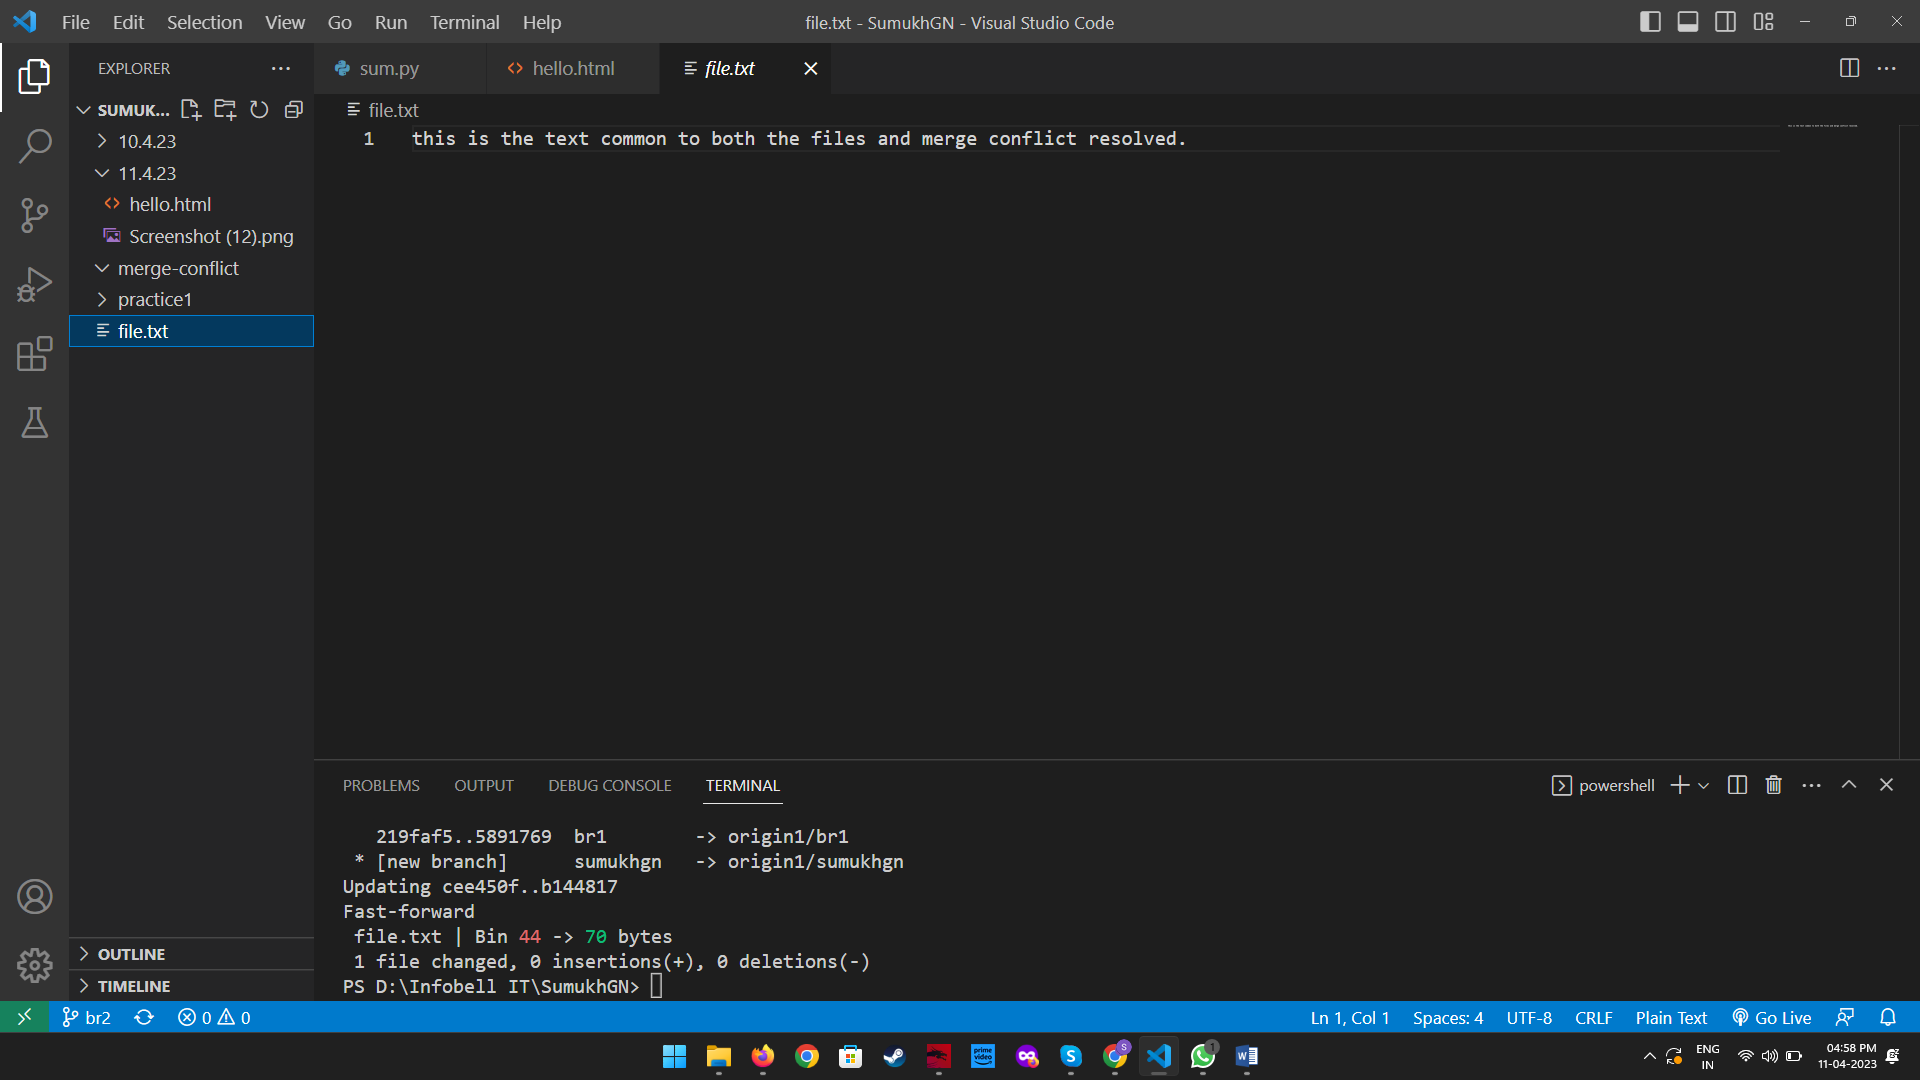 File Edit Selection View Go Run Terminal Help
file.txt - SumukhGN - Visual Studio Code
EXPLORER
SUMUK...
10.4.23
11.4.23
hello.html
Screenshot (12).png
merge-conflict
practice1
file.txt
OUTLINE
TIMELINE
sum.py
hello.html
file.txt
file.txt
1 this is the text common to both the files and merge conflict resolved.
PROBLEMS OUTPUT DEBUG CONSOLE TERMINAL
powershell
219faf5..5891769 br1 -> origin1/br1
* [new branch] sumukhgn -> origin1/sumukhgn
Updating cee450f..b144817
Fast-forward
file.txt | Bin 44 -> 70 bytes
1 file changed, 0 insertions(+), 0 deletions(-)
PS D:\Infobell IT\SumukhGN>
br2 0 0 Ln 1, Col 1 Spaces: 4 UTF-8 CRLF Plain Text Go Live
prime video
S
S
1
W
ENG
IN
04:58 PM
11-04-2023